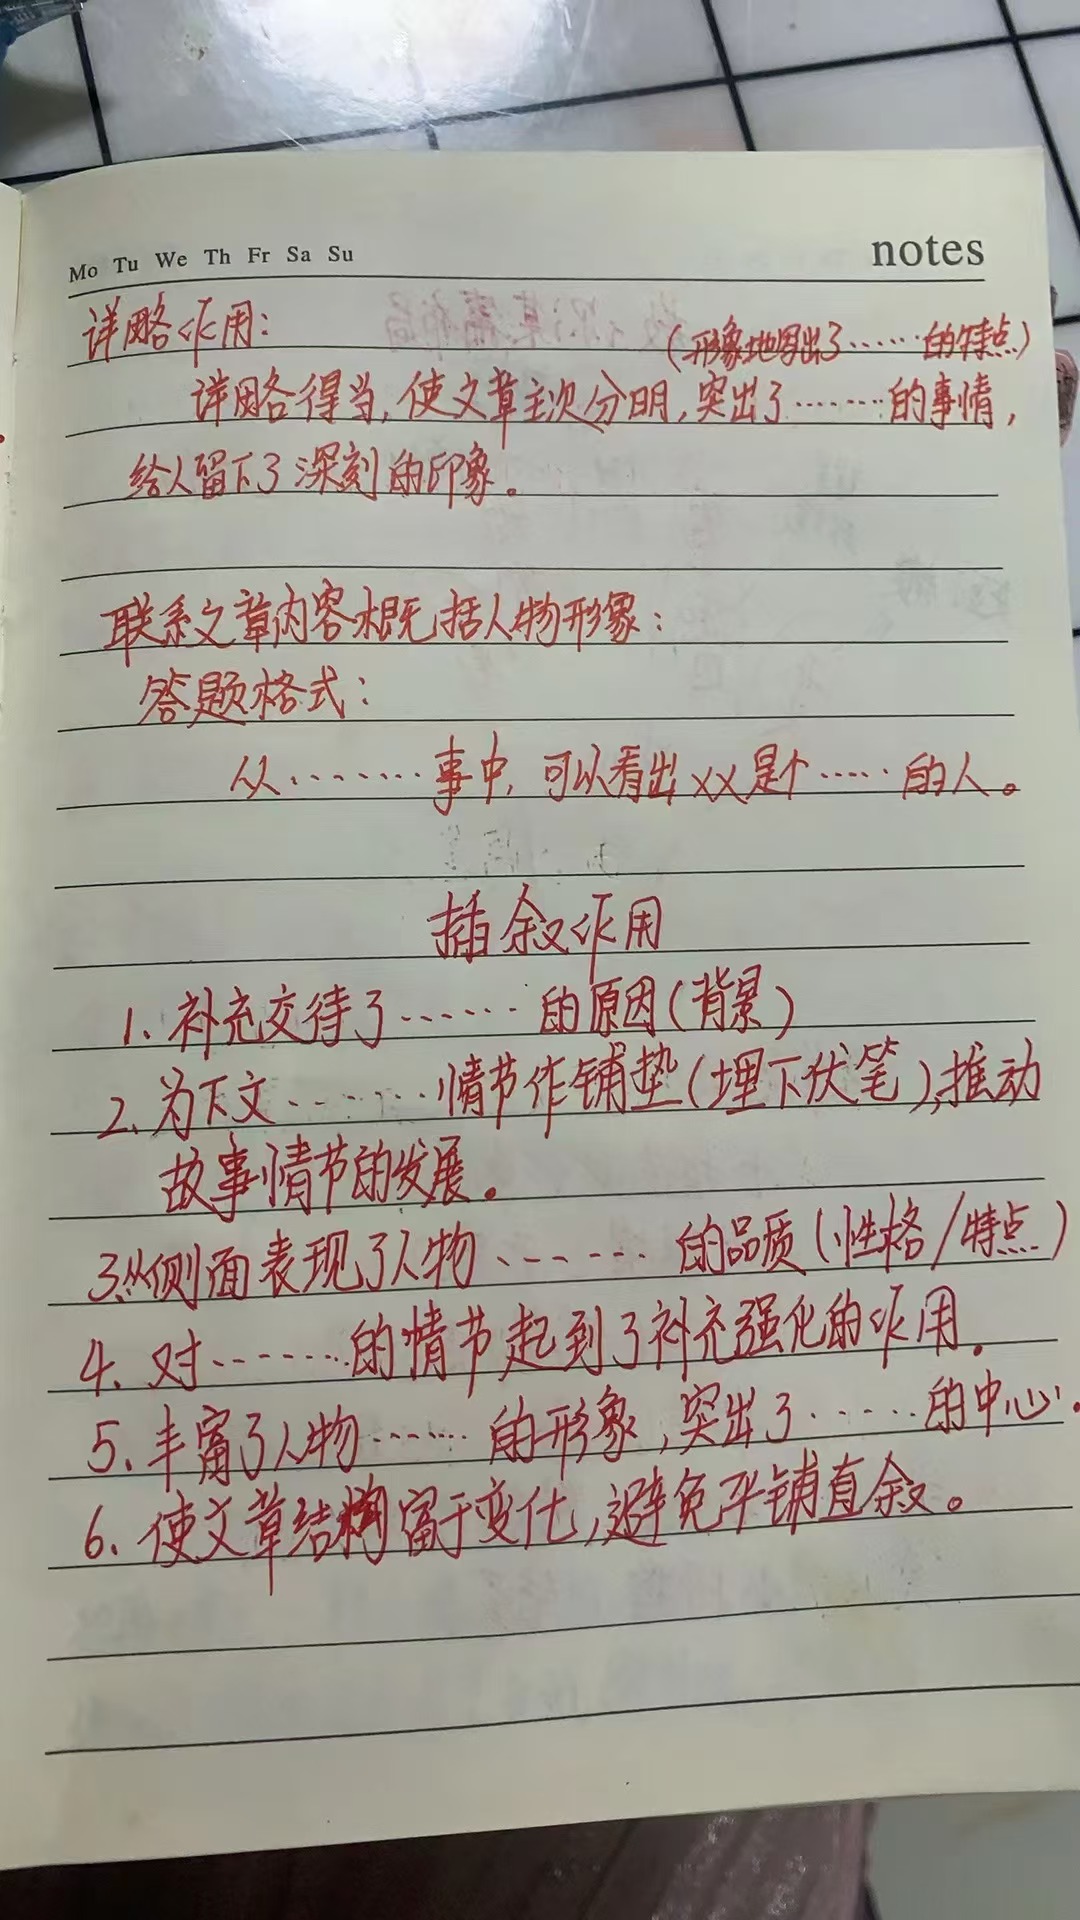 Mo Tu We Th Fr Sa Su
notes
详略作用:
(形象地写出了……的特点)
详略得当,使文章主次分明,突出了……的事情,
给人留下了深刻的印象。
联系文章内容概括人物形象:
答题格式:
从……事中,可以看出xx是个……的人。
插叙作用
1、补充交待了……的原因(背景)
2、为下文……情节作铺垫(埋下伏笔),推动
故事情节的发展。
3、从侧面表现了人物……的品质(性格/特点)
4、对……的情节起到了补充强化的作用。
5、丰富了人物……的形象,突出了……的中心.
6、使文章结构富于变化,避免平铺直叙。